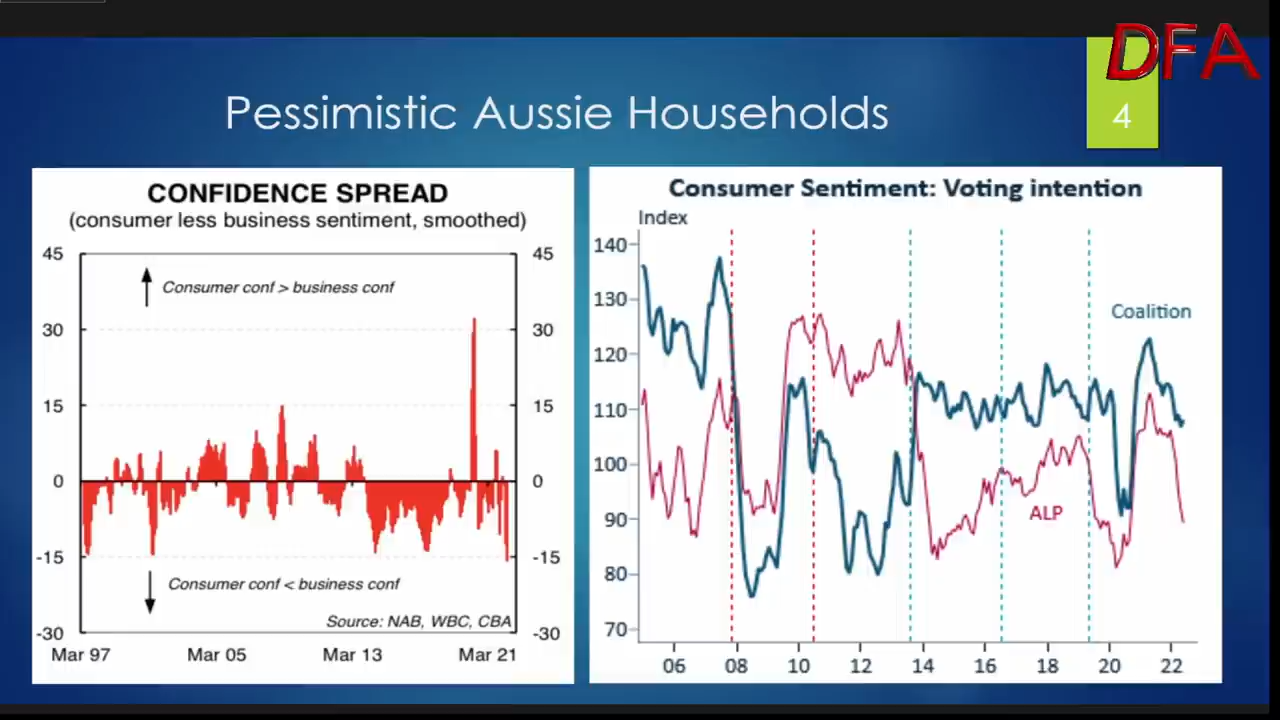 DFA
Pessimistic Aussie Households
4
CONFIDENCE SPREAD
(consumer less business sentiment, smoothed)
45
45
Consumer conf > business conf
30
30
15
15
0
0
-15
-15
Consumer conf < business conf
Source: NAB, WBC, CBA
-30
-30
Mar 97
Mar 05
Mar 13
Mar 21
Consumer Sentiment: Voting intention
Index
140
130
Coalition
120
110
100
ALP
90
80
70
06
08
10
12
14
16
18
20
22